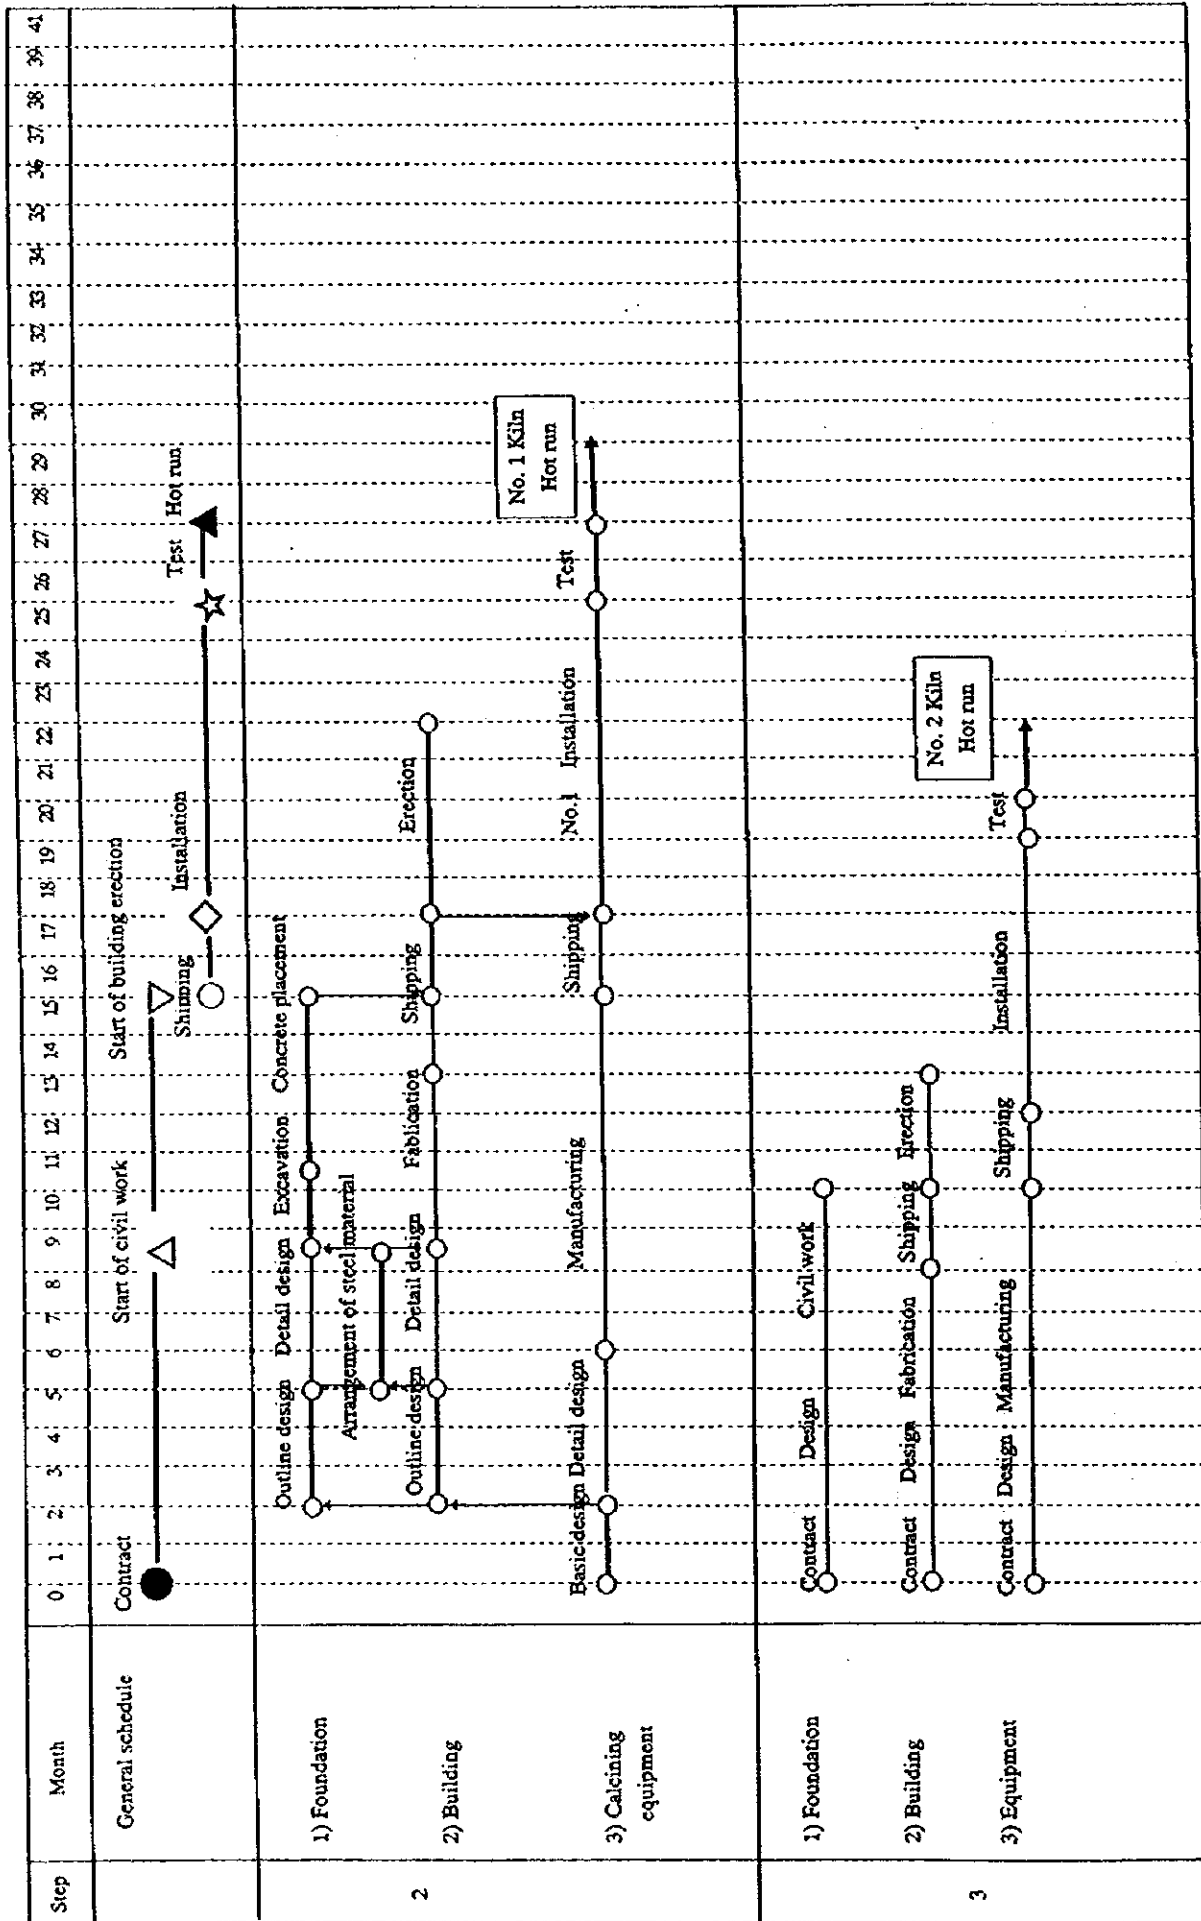 Step
Month
0 1 2 3 4 5 6 7 8 9 10 11 12 13 14 15 16 17 18 19 20 21 22 23 24 25 26 27 28 29 30 31 32 33 34 35 36 37 38 39 41
General schedule
Contract
Start of civil work
Start of building erection
Shipping
Installation
Test
Hot run
2
1) Foundation
Outline design
Detail design
Excavation
Concrete placement
Arrangement of steel material
2) Building
Outline design
Detail design
Fablication
Shipping
Erection
3) Calcining
equipment
Basic design
Detail design
Manufacturing
Shipping
No.1
Installation
Test
No. 1 Kiln
Hot run
3
1) Foundation
Contract
Design
Civil work
2) Building
Contract
Design
Fabrication
Shipping
Erection
3) Equipment
Contract
Design
Manufacturing
Shipping
Installation
Test
No. 2 Kiln
Hot run